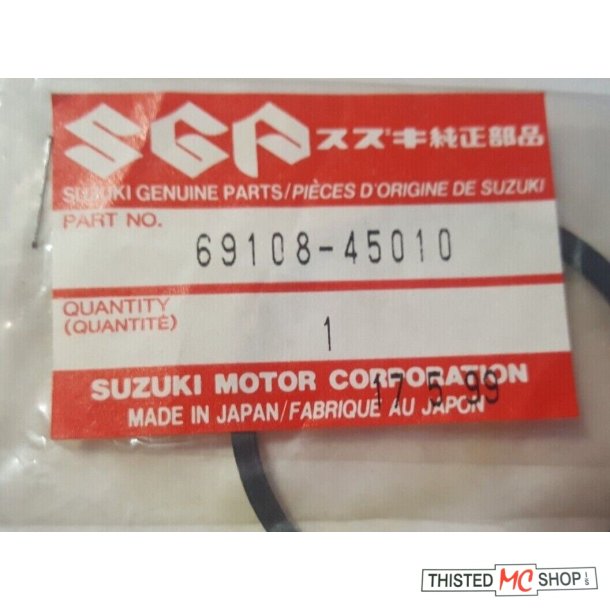 SGP スズキ純正部品
SUZUKI GENUINE PARTS/PIÈCES D'ORIGINE DE SUZUKI
PART NO.
69108-45010
QUANTITY
(QUANTITÉ)
1
SUZUKI MOTOR CORPORATION
17.5.99
MADE IN JAPAN/FABRIQUÉ AU JAPON
THISTED MC SHOP I/S